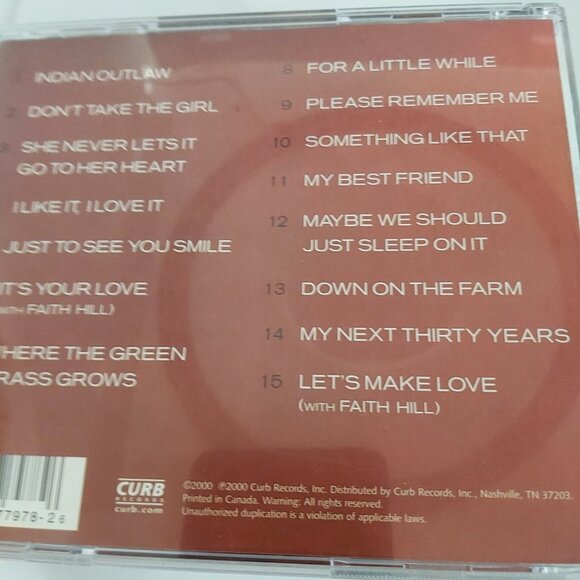 1 INDIAN OUTLAW
2 DON'T TAKE THE GIRL
3 SHE NEVER LETS IT
GO TO HER HEART
I LIKE IT, I LOVE IT
JUST TO SEE YOU SMILE
IT'S YOUR LOVE
(WITH FAITH HILL)
HERE THE GREEN
RASS GROWS
8 FOR A LITTLE WHILE
9 PLEASE REMEMBER ME
10 SOMETHING LIKE THAT
11 MY BEST FRIEND
12 MAYBE WE SHOULD
JUST SLEEP ON IT
13 DOWN ON THE FARM
14 MY NEXT THIRTY YEARS
15 LET'S MAKE LOVE
(WITH FAITH HILL)
77978-2 6
CURB
RECORDS
curb.com
©2000 ℗2000 Curb Records, Inc. Distributed by Curb Records, Inc., Nashville, TN 37203.
Printed in Canada. Warning: All rights reserved.
Unauthorized duplication is a violation of applicable laws.